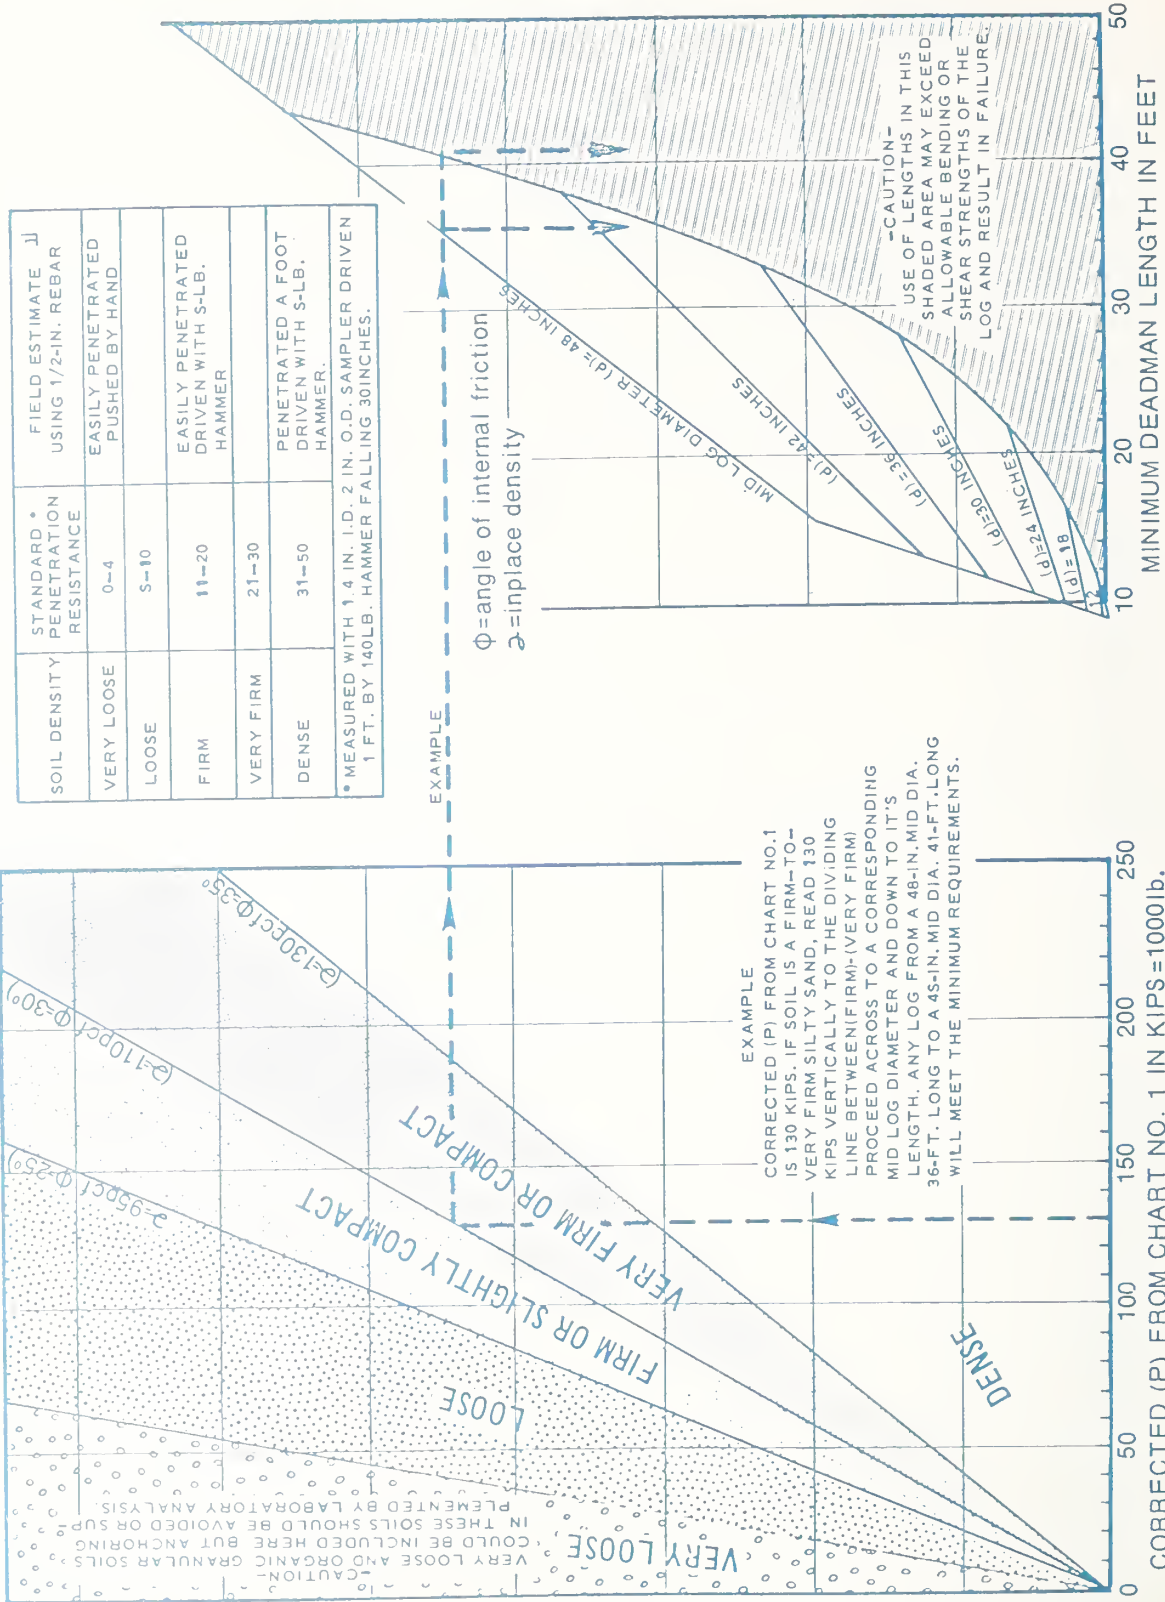 SOIL DENSITY
STANDARD *
PENETRATION
RESISTANCE
FIELD ESTIMATE 1/
USING 1/2-IN. REBAR
VERY LOOSE
0-4
EASILY PENETRATED
PUSHED BY HAND
LOOSE
S-10
FIRM
11-20
EASILY PENETRATED
DRIVEN WITH S-LB.
HAMMER
VERY FIRM
21-30
DENSE
31-50
PENETRATED A FOOT
DRIVEN WITH S-LB.
HAMMER.
* MEASURED WITH 1.4 IN. I.D. 2 IN. O.D. SAMPLER DRIVEN
1 FT. BY 140LB. HAMMER FALLING 30INCHES.
EXAMPLE
Φ=angle of internal friction
∂=inplace density
-CAUTION-
VERY LOOSE AND ORGANIC GRANULAR SOILS
COULD BE INCLUDED HERE BUT ANCHORING
IN THESE SOILS SHOULD BE AVOIDED OR SUP-
PLEMENTED BY LABORATORY ANALYSIS.
VERY LOOSE
LOOSE
FIRM OR SLIGHTLY COMPACT
VERY FIRM OR COMPACT
DENSE
(∂=95pcf Φ=25°)
(∂=110pcf Φ=30°)
(∂=130pcf Φ=35°
EXAMPLE
CORRECTED (P) FROM CHART NO.1
IS 130 KIPS. IF SOIL IS A FIRM-TO-
VERY FIRM SILTY SAND, READ 130
KIPS VERTICALLY TO THE DIVIDING
LINE BETWEEN(FIRM)-(VERY FIRM)
PROCEED ACROSS TO A CORRESPONDING
MID LOG DIAMETER AND DOWN TO IT'S
LENGTH. ANY LOG FROM A 48-IN. MID DIA.
36-FT. LONG TO A 4S-IN. MID DIA. 41-FT. LONG
WILL MEET THE MINIMUM REQUIREMENTS.
0 50 100 150 200 250
CORRECTED (P) FROM CHART NO. 1 IN KIPS=1000lb.
MID LOG DIAMETER (d)= 48 INCHES
(d)=42 INCHES
(d)= 36 INCHES
(d)=30 INCHES
(d)=24 INCHES
(d)= 18
12
-CAUTION-
USE OF LENGTHS IN THIS
SHADED AREA MAY EXCEED
ALLOWABLE BENDING OR
SHEAR STRENGTHS OF THE
LOG AND RESULT IN FAILURE.
10 20 30 40 50
MINIMUM DEADMAN LENGTH IN FEET